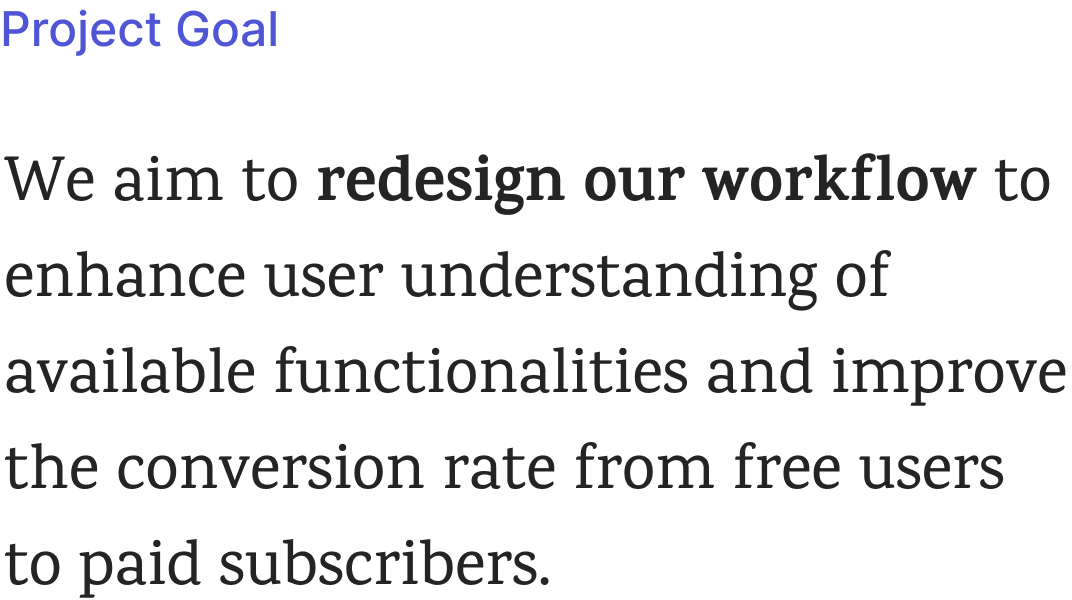 Project Goal
We aim to redesign our workflow to
enhance user understanding of
available functionalities and improve
the conversion rate from free users
to paid subscribers.